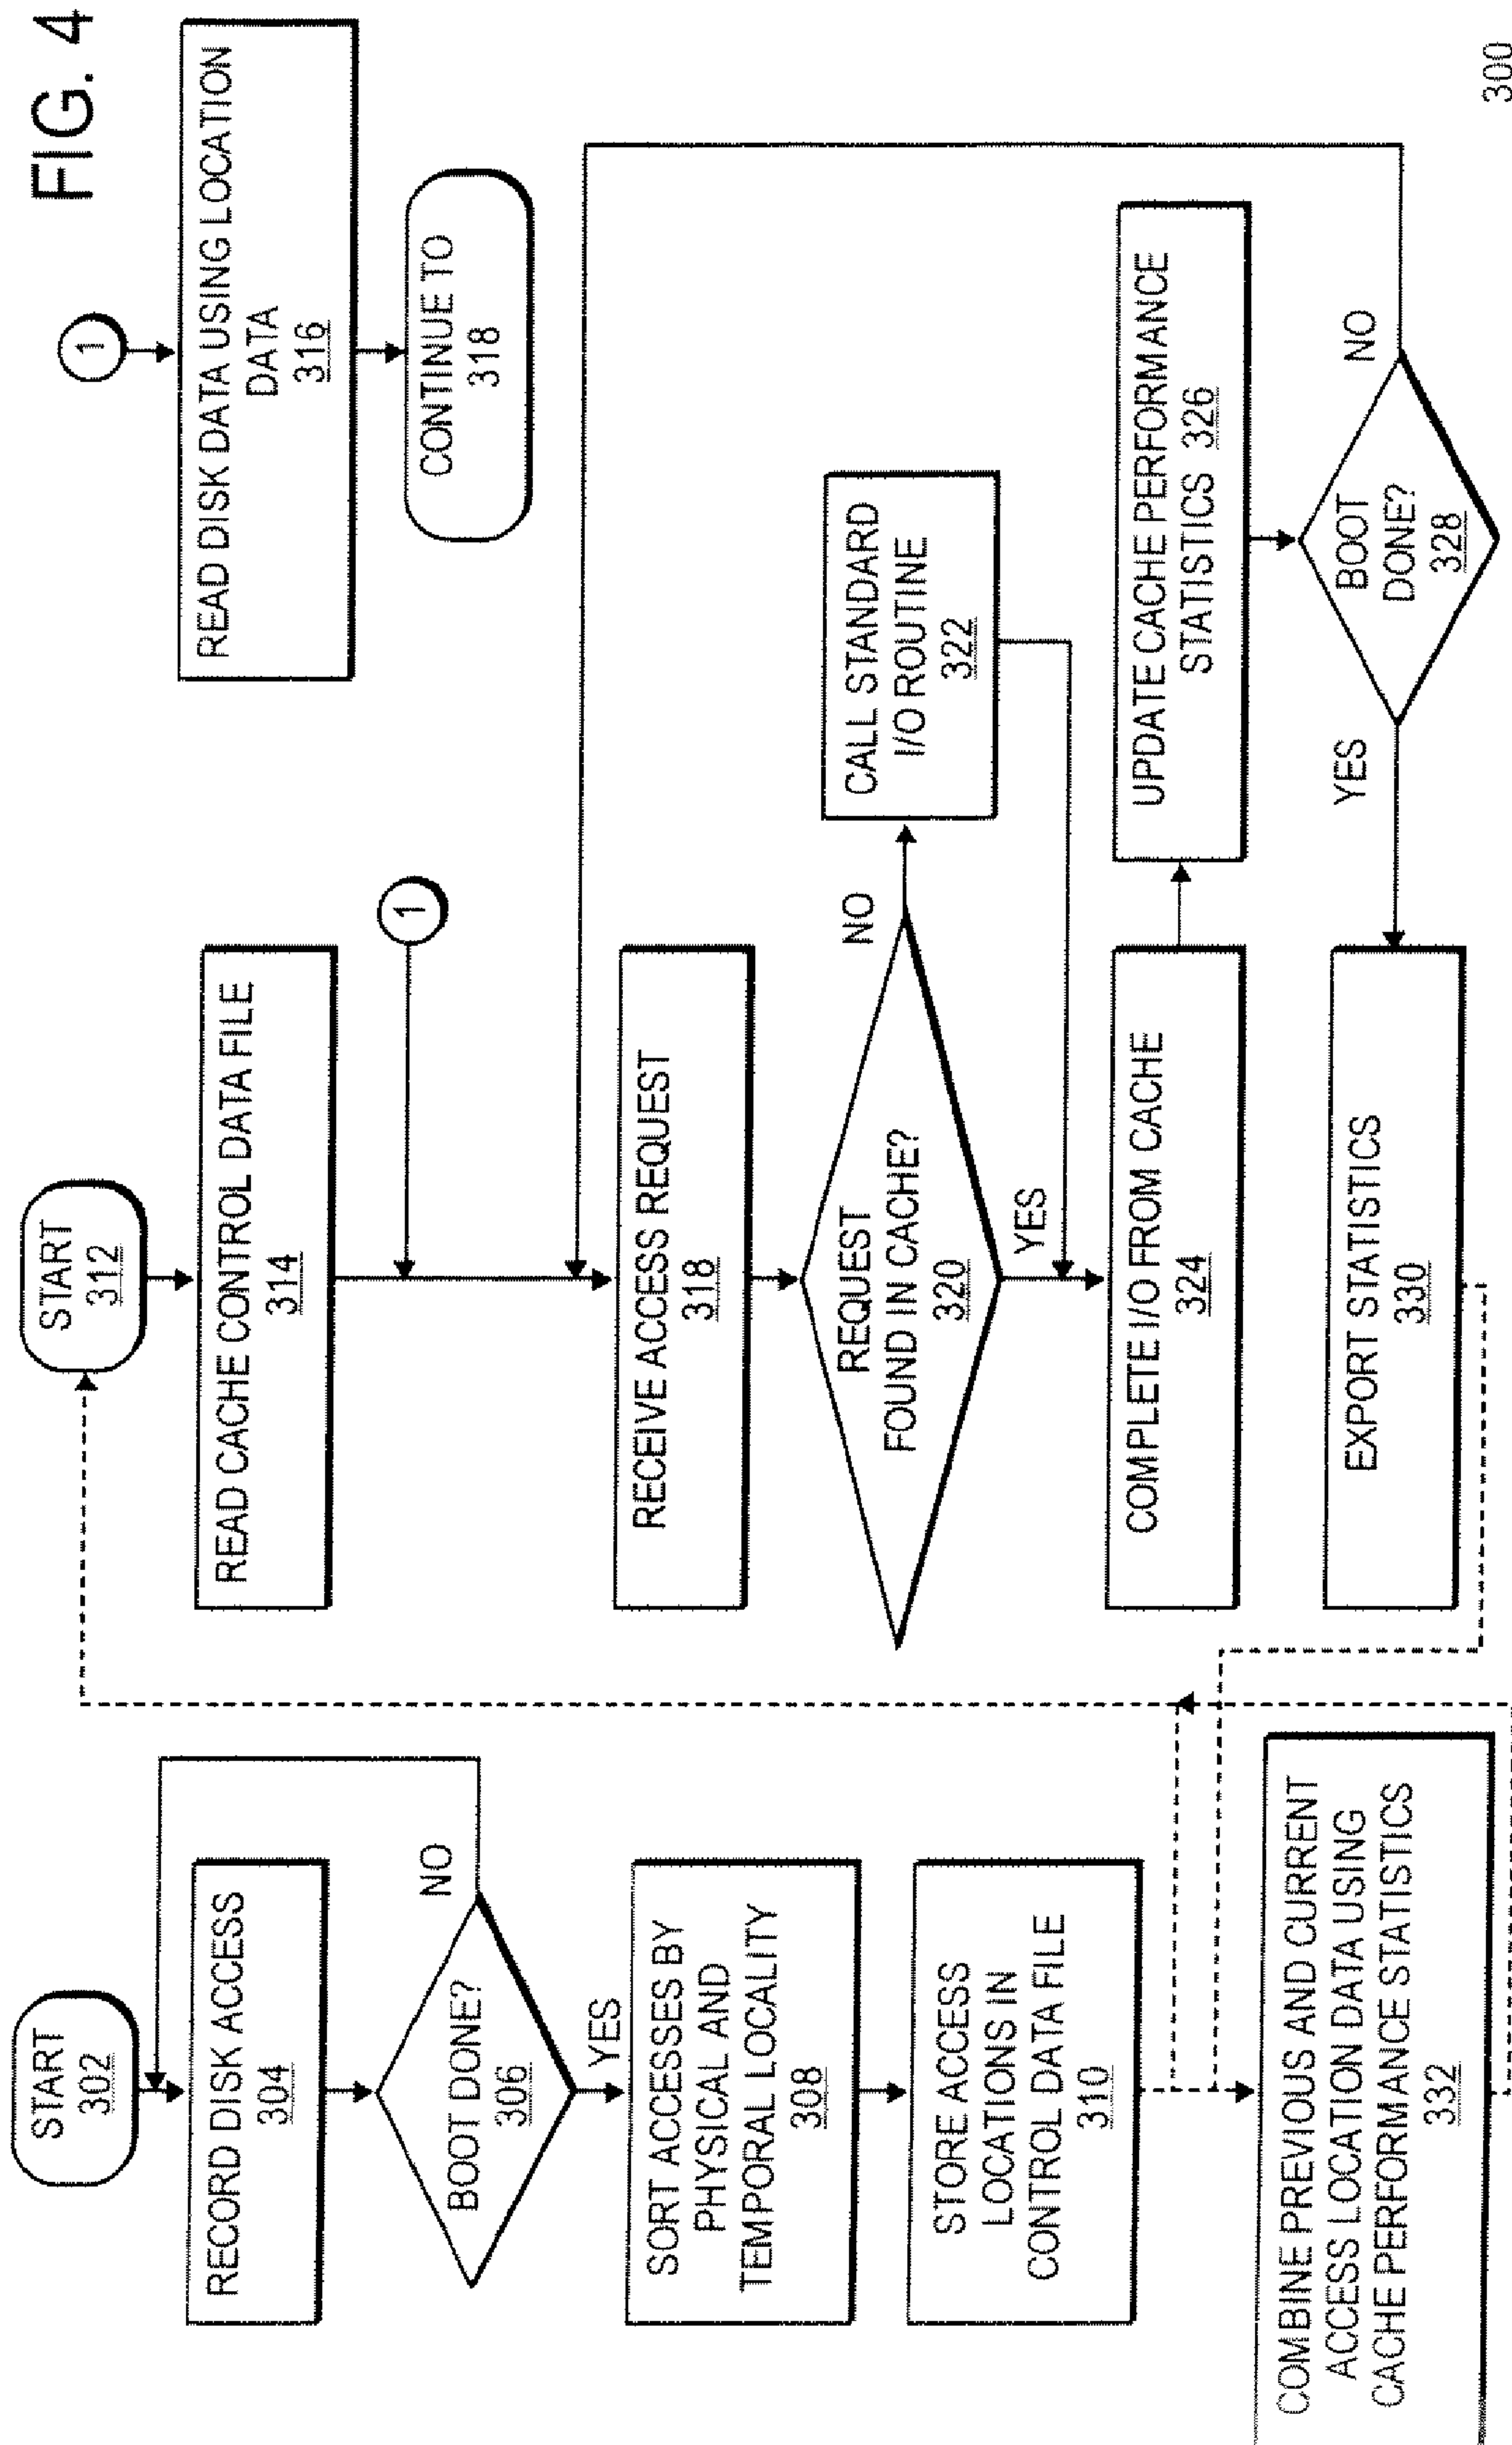 START
302
RECORD DISK ACCESS
304
BOOT DONE?
306
NO
YES
SORT ACCESSES BY
PHYSICAL AND
TEMPORAL LOCALITY
308
STORE ACCESS
LOCATIONS IN
CONTROL DATA FILE
310
COMBINE PREVIOUS AND CURRENT
ACCESS LOCATION DATA USING
CACHE PERFORMANCE STATISTICS
332
START
312
READ CACHE CONTROL DATA FILE
314
1
RECEIVE ACCESS REQUEST
318
REQUEST
FOUND IN CACHE?
320
NO
YES
CALL STANDARD
I/O ROUTINE
322
COMPLETE I/O FROM CACHE
324
UPDATE CACHE PERFORMANCE
STATISTICS 326
BOOT
DONE?
328
NO
YES
EXPORT STATISTICS
330
FIG. 4
1
READ DISK DATA USING LOCATION
DATA
316
CONTINUE TO
318
300